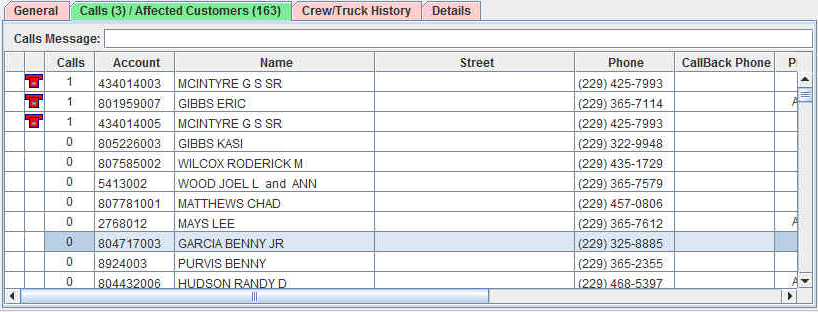 General Calls (3) / Affected Customers (163) Crew/Truck History Details
Calls Message:
Calls Account Name Street Phone CallBack Phone
1 434014003 MCINTYRE G S SR (229) 425-7993
1 801959007 GIBBS ERIC (229) 365-7114
1 434014005 MCINTYRE G S SR (229) 425-7993
0 805226003 GIBBS KASI (229) 322-9948
0 807585002 WILCOX RODERICK M (229) 435-1729
0 5413002 WOOD JOEL L and ANN (229) 365-7579
0 807781001 MATTHEWS CHAD (229) 457-0806
0 2768012 MAYS LEE (229) 365-7612
0 804717003 GARCIA BENNY JR (229) 325-8885
0 8924003 PURVIS BENNY (229) 365-2355
0 804432006 HUDSON RANDY D (229) 468-5397